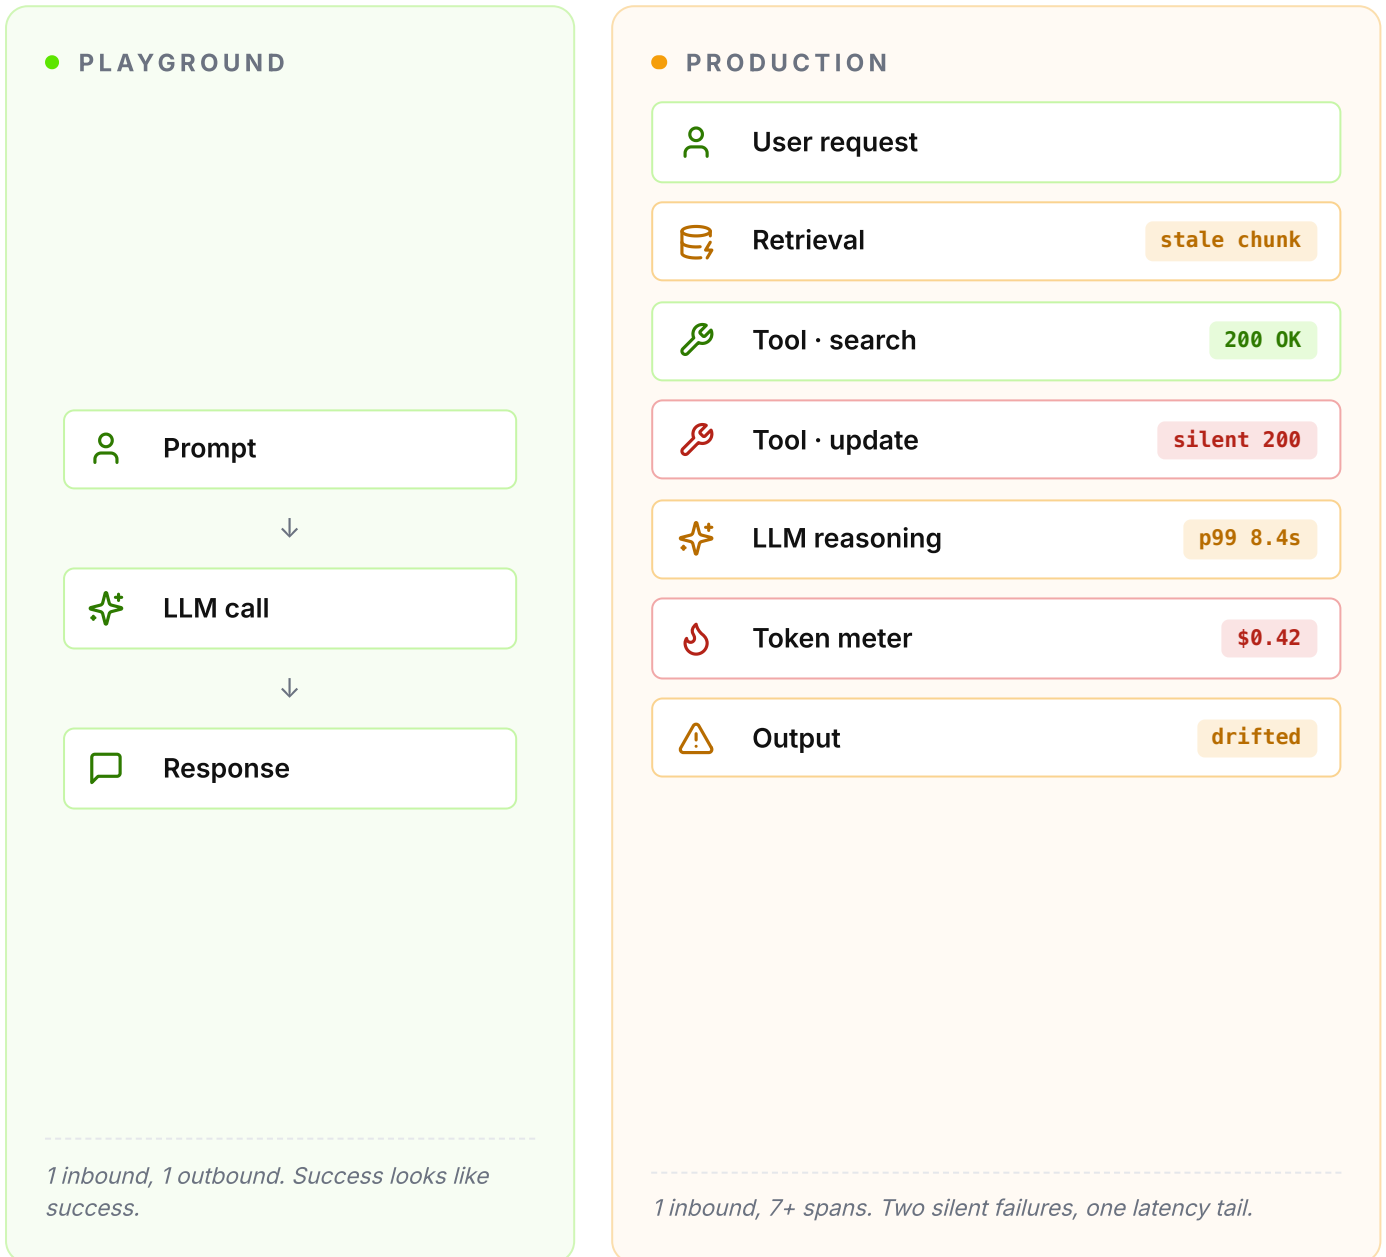 PLAYGROUND
Prompt
LLM call
Response
1 inbound, 1 outbound. Success looks like
success.
PRODUCTION
User request
Retrieval
stale chunk
Tool · search
200 OK
Tool · update
silent 200
LLM reasoning
p99 8.4s
Token meter
$0.42
Output
drifted
1 inbound, 7+ spans. Two silent failures, one latency tail.